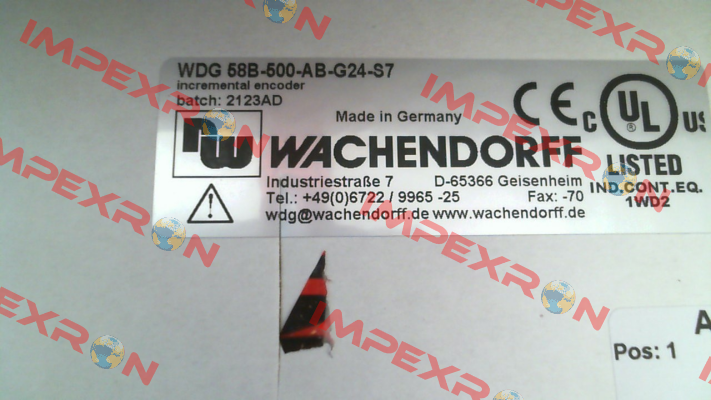 WDG 58B-500-AB-G24-S7
incremental encoder
batch: 2123AD
Made in Germany
WACHENDORFF
Industriestraße 7 D-65366 Geisenheim
Tel.: +49(0)6722 / 9965 -25 Fax: -70
wdg@wachendorff.de www.wachendorff.de
CE
c UL US
®
LISTED
IND.CONT.EQ.
1WD2
Pos: 1
IMPEXRON
IMPEXRON
IMPEXRON
IMPEXRON
IMPEXRON